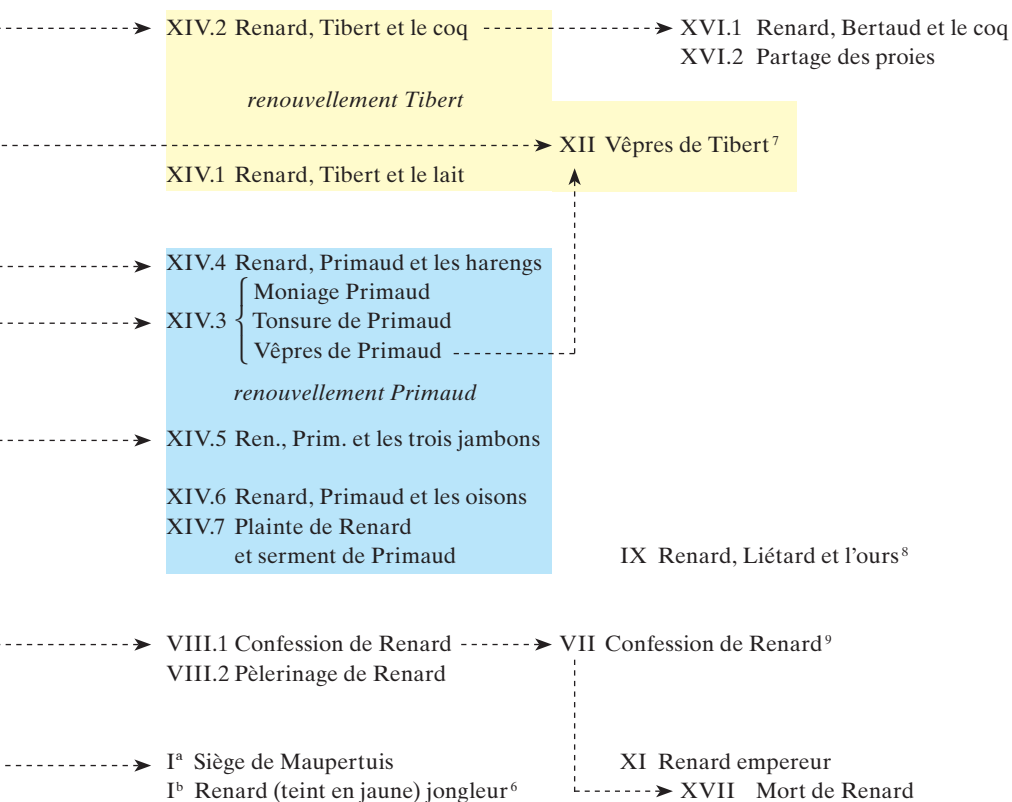 XIV.2 Renard, Tibert et le coq
XVI.1 Renard, Bertaud et le coq
XVI.2 Partage des proies
renouvellement Tibert
XII Vêpres de Tibert⁷
XIV.1 Renard, Tibert et le lait
XIV.4 Renard, Primaud et les harengs
Moniage Primaud
XIV.3 Tonsure de Primaud
Vêpres de Primaud
renouvellement Primaud
XIV.5 Ren., Prim. et les trois jambons
XIV.6 Renard, Primaud et les oisons
XIV.7 Plainte de Renard
et serment de Primaud
IX Renard, Liétard et l'ours⁸
VIII.1 Confession de Renard
VII Confession de Renard⁹
VIII.2 Pèlerinage de Renard
Iᵃ Siège de Maupertuis
XI Renard empereur
Iᵇ Renard (teint en jaune) jongleur⁶
XVII Mort de Renard